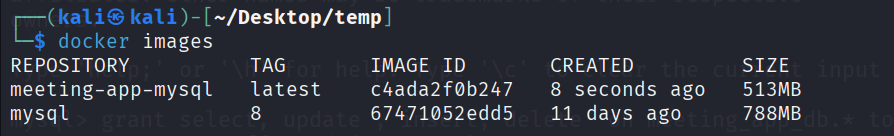 ┌──(kali㉿kali)-[~/Desktop/temp]
└─$ docker images
REPOSITORY TAG IMAGE ID CREATED SIZE
meeting-app-mysql latest c4ada2f0b247 8 seconds ago 513MB
mysql 8 67471052edd5 11 days ago 788MB